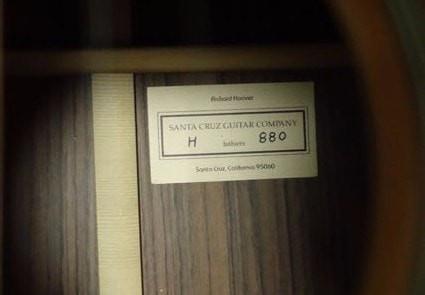 Richard Hoover
SANTA CRUZ GUITAR COMPANY
H luthiers 880
Santa Cruz, California 95060